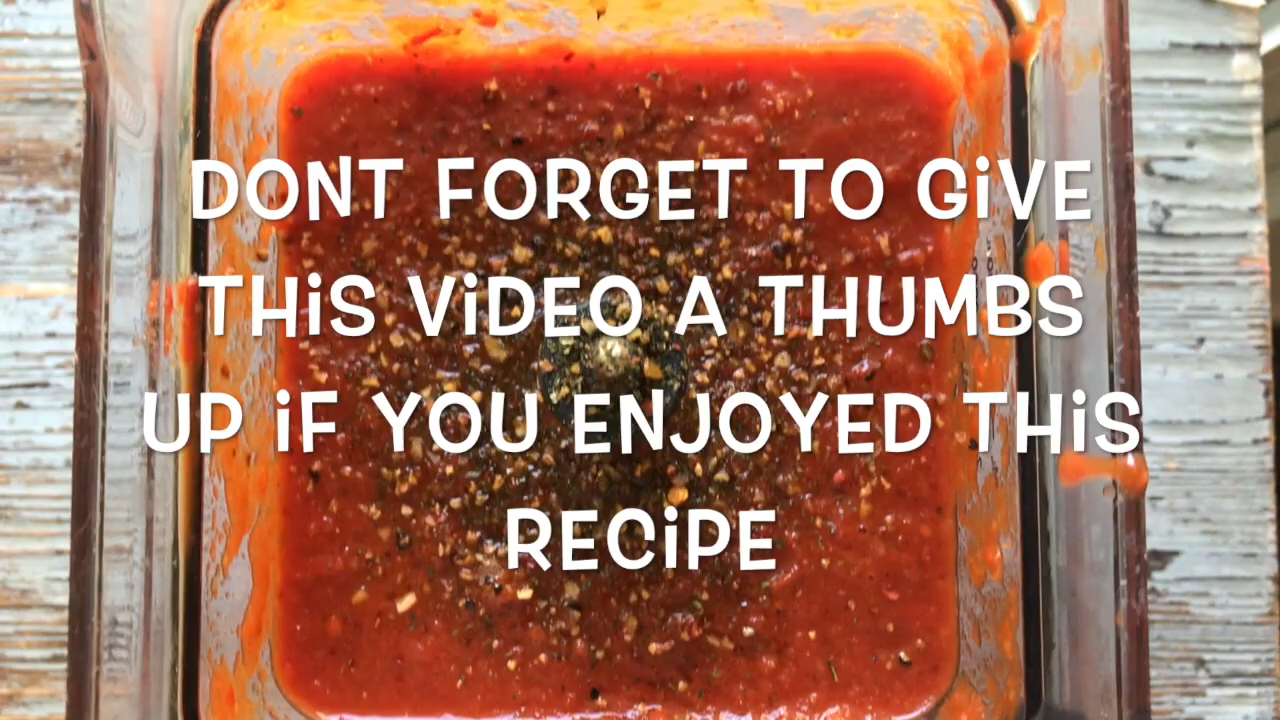 DONT FORGET TO GiVE
THiS ViDEO A THUMBS
UP iF YOU ENJOYED THiS
RECiPE